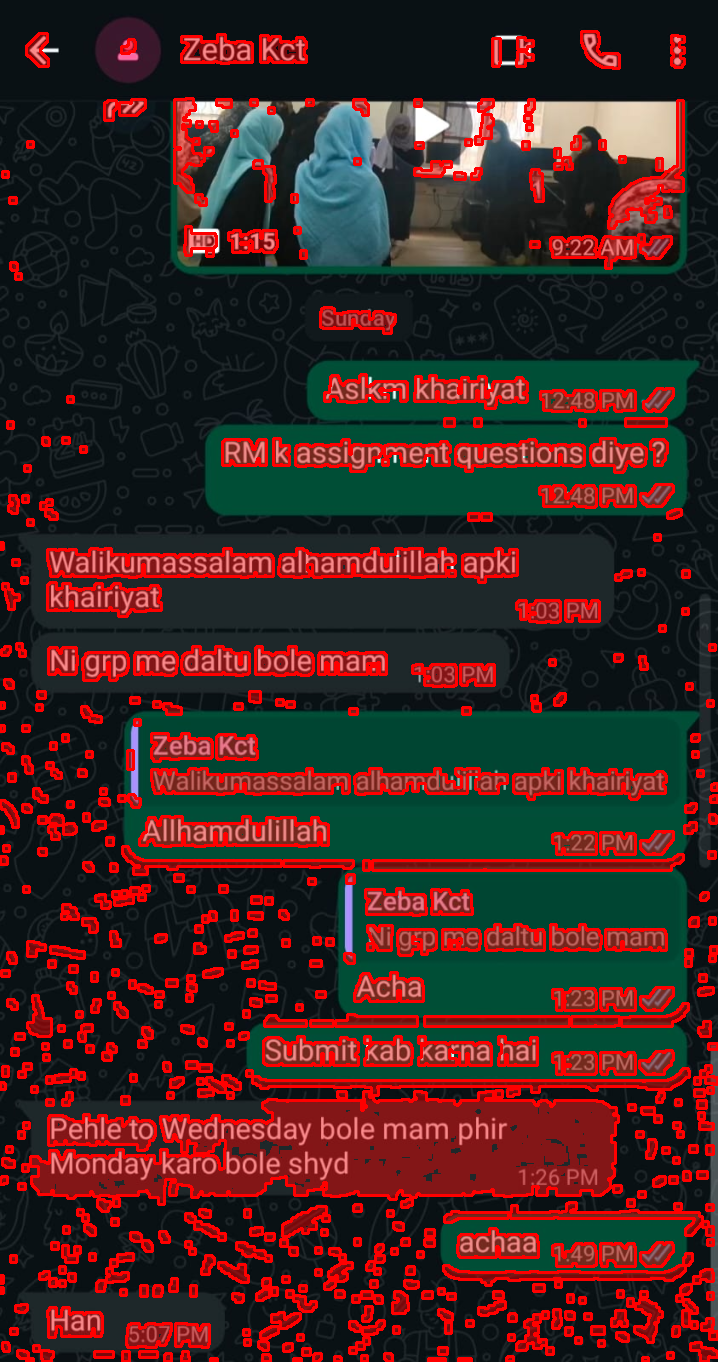 Zeba Kct
HD 1:15
9:22 AM
Sunday
Aslkm khairiyat 12:48 PM
RM k assignment questions diye ?
12:48 PM
Walikumassalam alhamdulillah apki
khairiyat
1:03 PM
Ni grp me daltu bole mam 1:03 PM
Zeba Kct
Walikumassalam alhamdulillah apki khairiyat
Allhamdulillah 1:22 PM
Zeba Kct
Ni grp me daltu bole mam
Acha 1:23 PM
Submit kab karna hai 1:23 PM
Pehle to Wednesday bole mam phir
Monday karo bole shyd
1:26 PM
achaa 1:49 PM
Han 5:07 PM